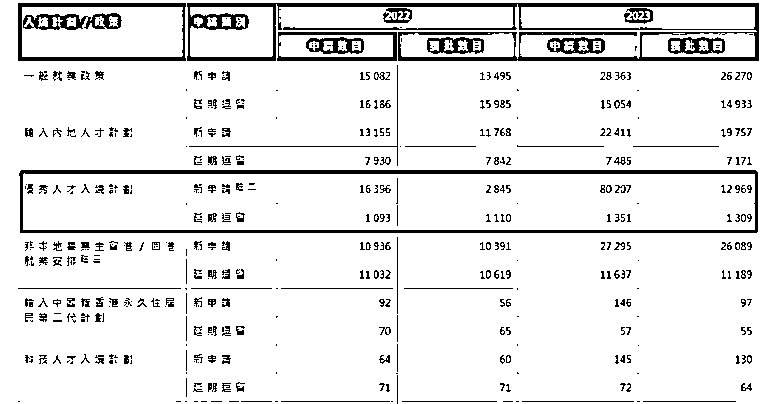 入境計劃/政策 申請類別 2022 2023
申請數目 獲批數目 申請數目 獲批數目
一般就業政策 新申請 15 082 13 495 28 363 26 270
延期逗留 16 186 15 985 15 054 14 933
輸入內地人才計劃 新申請 13 155 11 768 22 411 19 757
延期逗留 7 930 7 842 7 485 7 171
優秀人才入境計劃 新申請註二 16 396 2 845 80 207 12 969
延期逗留 1 093 1 110 1 351 1 309
非本地畢業生留港/回港
就業安排註三 新申請 10 936 10 391 27 295 26 089
延期逗留 11 032 10 619 11 637 11 189
輸入中國籍香港永久性居
民第二代計劃 新申請 92 56 146 97
延期逗留 70 65 57 55
科技人才入境計劃 新申請 64 60 145 130
延期逗留 71 71 72 64